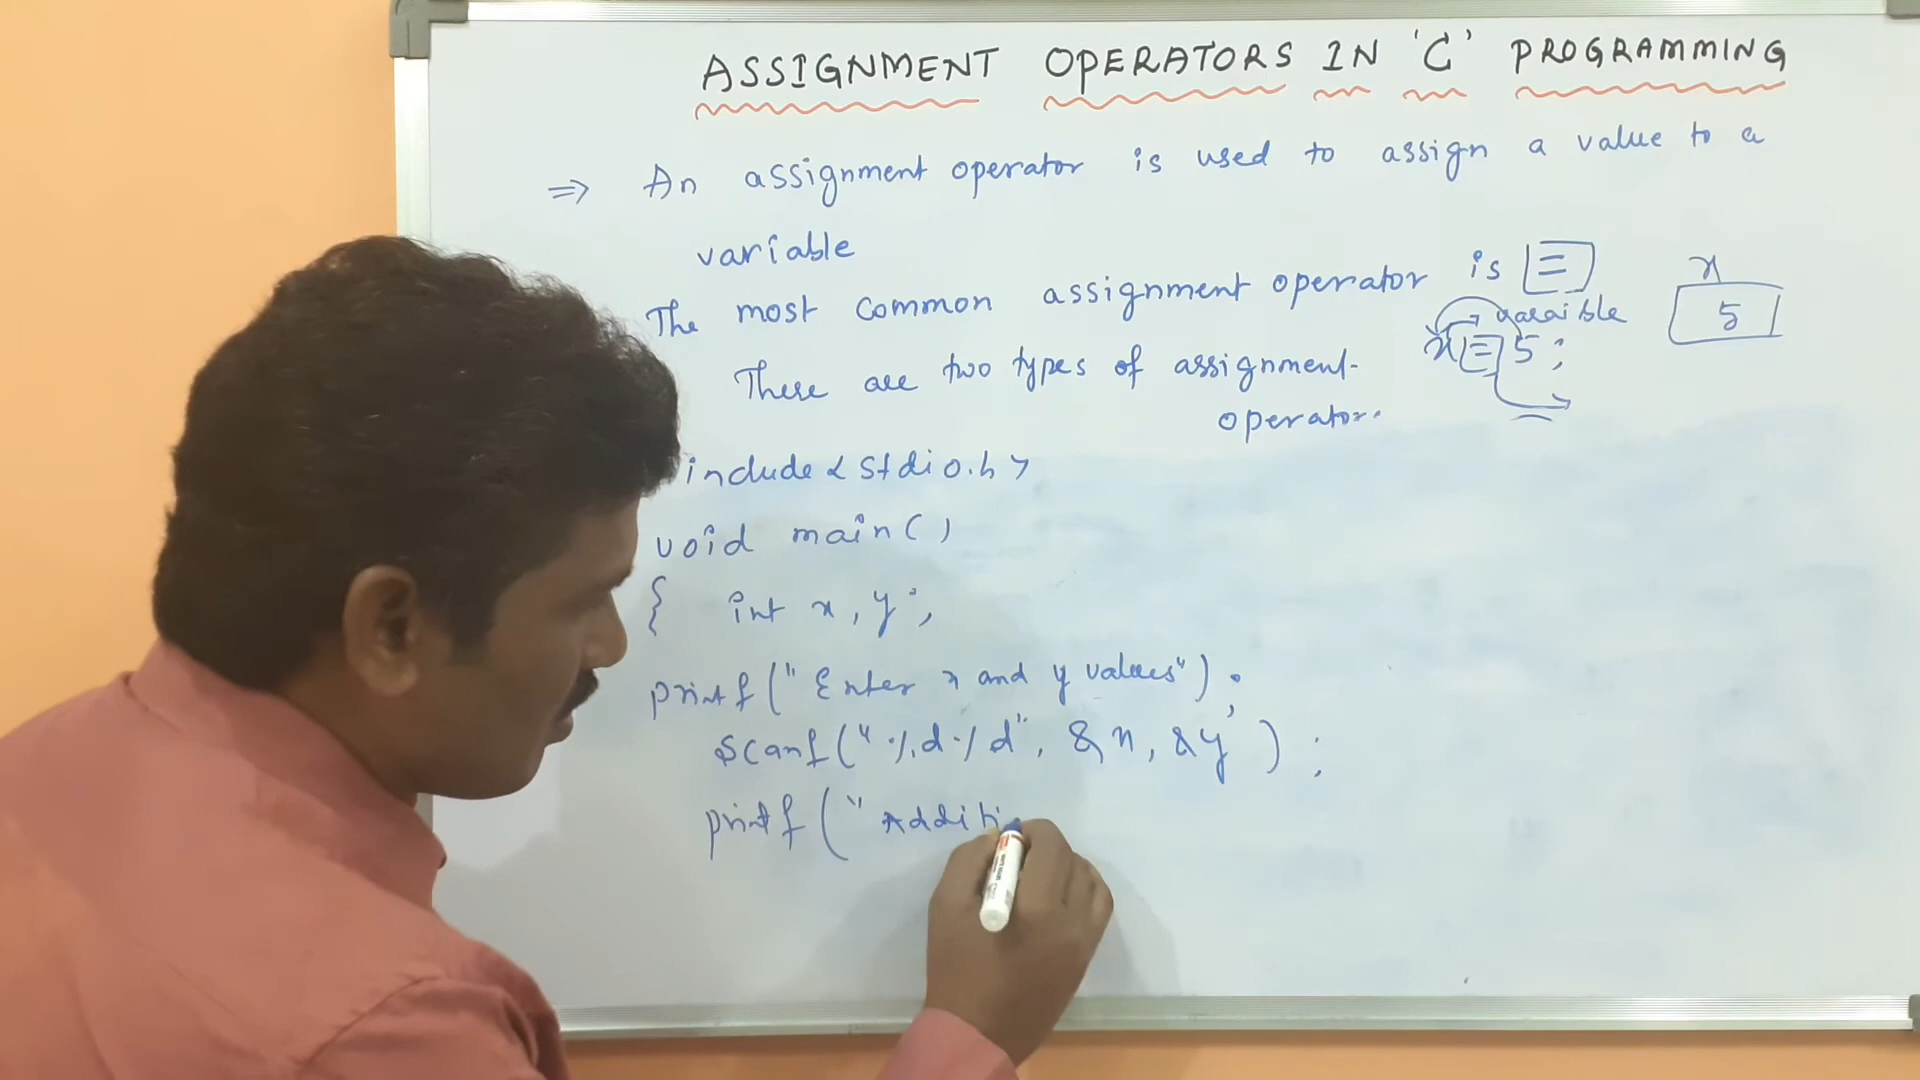 ASSIGNMENT OPERATORS IN 'C' PROGRAMMING
⇒ An assignment operator is used to assign a value to a
variable
The most common assignment operator is =
x
→ varaible
5
x = 5 ;
There are two types of assignment
operator.
include < stdio.h >
void main ( )
{ int x , y ;
printf (" Enter x and y values" ) ;
scanf ( " %d %d", &x, &y ) ;
printf ( " Additi